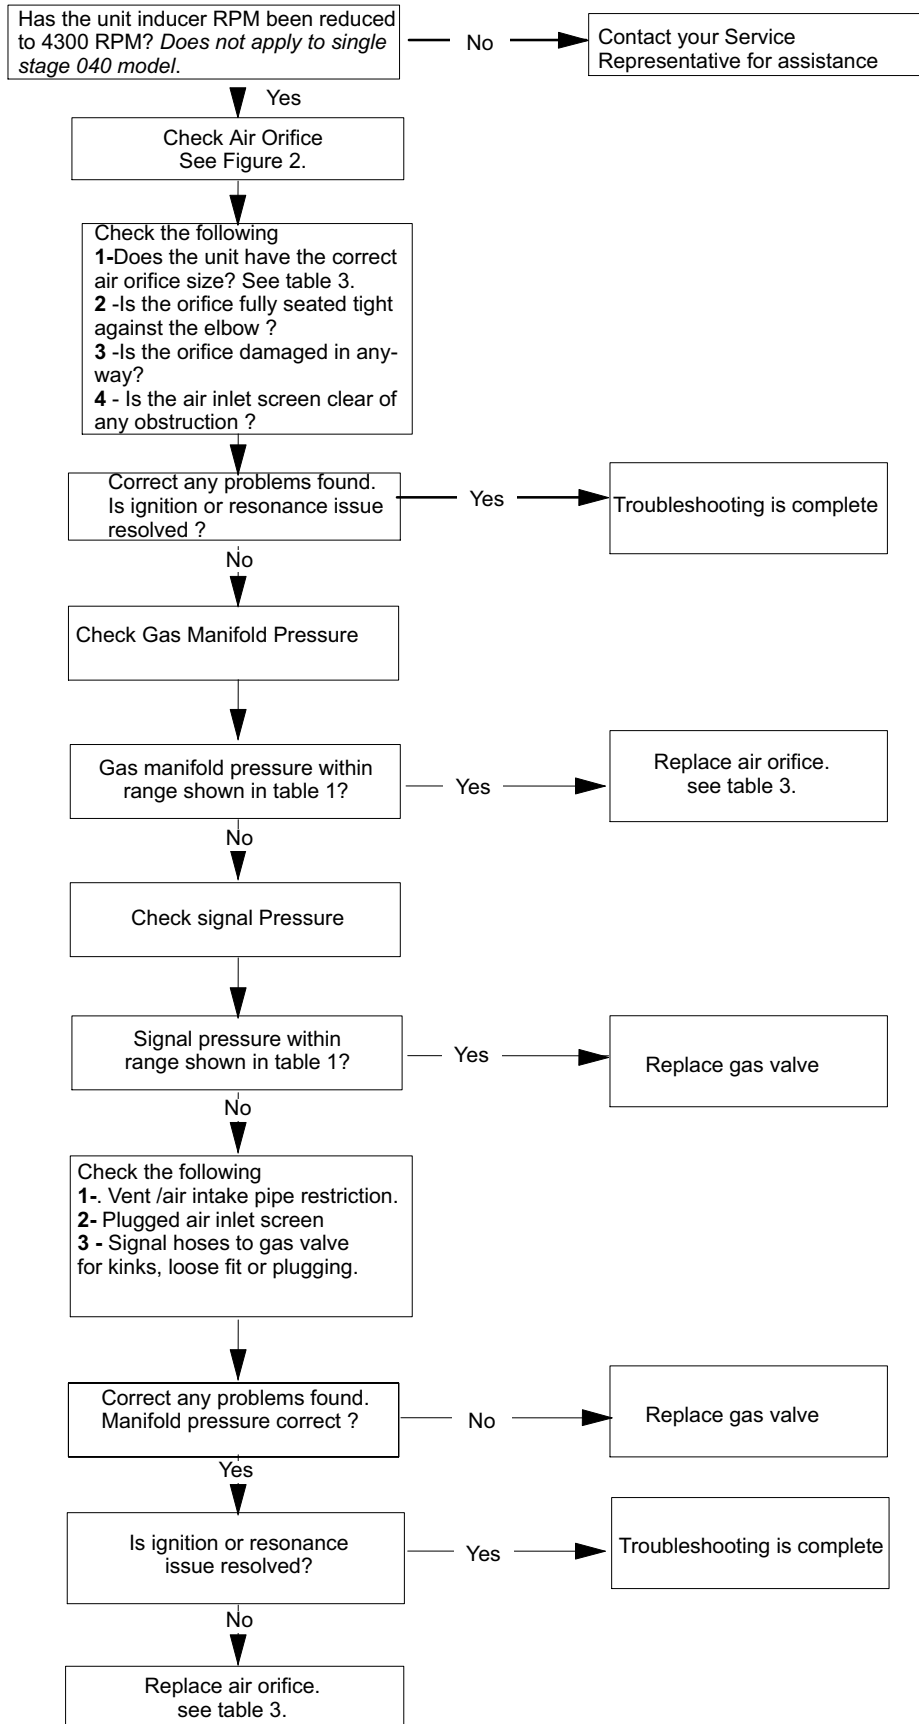 Has the unit inducer RPM been reduced
to 4300 RPM? Does not apply to single
stage 040 model.
No
Contact your Service
Representative for assistance
Yes
Check Air Orifice
See Figure 2.
Check the following
1-Does the unit have the correct
air orifice size? See table 3.
2 -Is the orifice fully seated tight
against the elbow ?
3 -Is the orifice damaged in any-
way?
4 - Is the air inlet screen clear of
any obstruction ?
Correct any problems found.
Is ignition or resonance issue
resolved ?
Yes
Troubleshooting is complete
No
Check Gas Manifold Pressure
Gas manifold pressure within
range shown in table 1?
Yes
Replace air orifice.
see table 3.
No
Check signal Pressure
Signal pressure within
range shown in table 1?
Yes
Replace gas valve
No
Check the following
1-. Vent /air intake pipe restriction.
2- Plugged air inlet screen
3 - Signal hoses to gas valve
for kinks, loose fit or plugging.
Correct any problems found.
Manifold pressure correct ?
No
Replace gas valve
Yes
Is ignition or resonance
issue resolved?
Yes
Troubleshooting is complete
No
Replace air orifice.
see table 3.